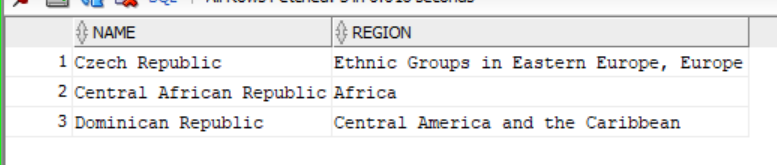 NAME REGION
1 Czech Republic Ethnic Groups in Eastern Europe, Europe
2 Central African Republic Africa
3 Dominican Republic Central America and the Caribbean